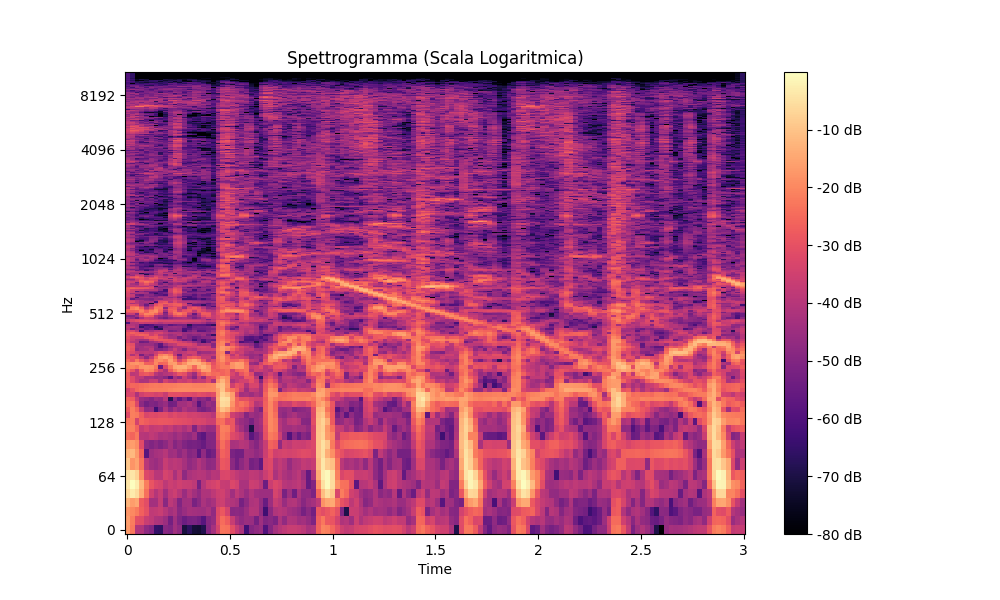 Spettrogramma (Scala Logaritmica)
8192
4096
2048
1024
512
256
128
64
0
Hz
0
0.5
1
1.5
2
2.5
3
Time
-10 dB
-20 dB
-30 dB
-40 dB
-50 dB
-60 dB
-70 dB
-80 dB